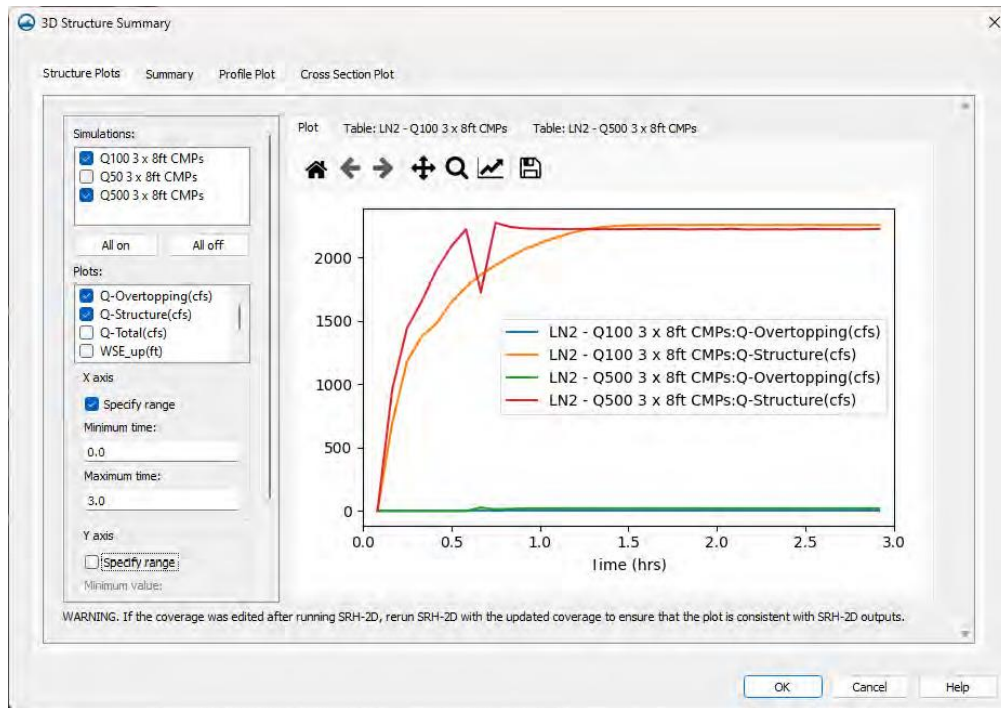 3D Structure Summary
Structure Plots Summary Profile Plot Cross Section Plot
Simulations:
Q100 3 x 8ft CMPs
Q50 3 x 8ft CMPs
Q500 3 x 8ft CMPs
All on All off
Plots:
Q-Overtopping(cfs)
Q-Structure(cfs)
Q-Total(cfs)
WSE_up(ft)
X axis
Specify range
Minimum time:
0.0
Maximum time:
3.0
Y axis
Specify range
Minimum value:
Plot Table: LN2 - Q100 3 x 8ft CMPs Table: LN2 - Q500 3 x 8ft CMPs
2000
1500
1000
500
0
LN2 - Q100 3 x 8ft CMPs:Q-Overtopping(cfs)
LN2 - Q100 3 x 8ft CMPs:Q-Structure(cfs)
LN2 - Q500 3 x 8ft CMPs:Q-Overtopping(cfs)
LN2 - Q500 3 x 8ft CMPs:Q-Structure(cfs)
0.0 0.5 1.0 1.5 2.0 2.5 3.0
Time (hrs)
WARNING. If the coverage was edited after running SRH-2D, rerun SRH-2D with the updated coverage to ensure that the plot is consistent with SRH-2D outputs.
OK Cancel Help